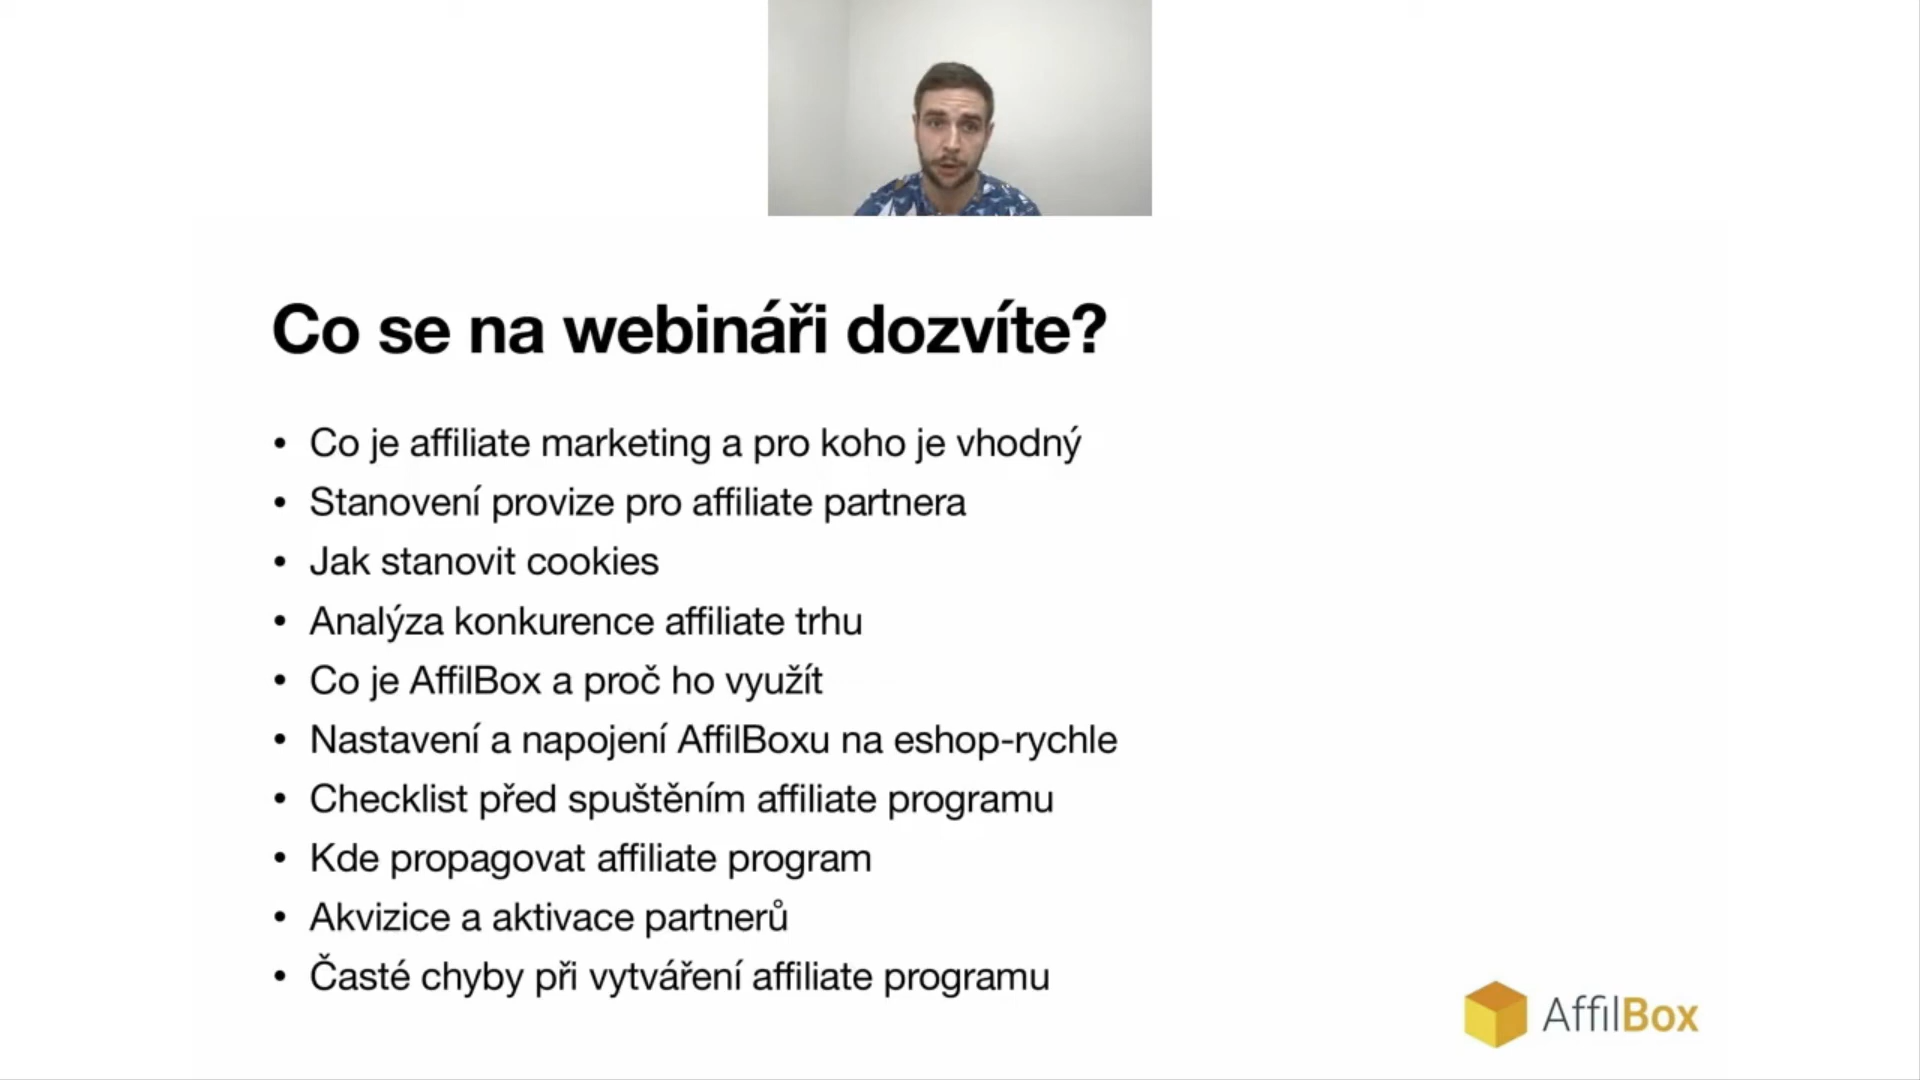 Co se na webináři dozvíte?
• Co je affiliate marketing a pro koho je vhodný
• Stanovení provize pro affiliate partnera
• Jak stanovit cookies
• Analýza konkurence affiliate trhu
• Co je AffilBox a proč ho využít
• Nastavení a napojení AffilBoxu na eshop-rychle
• Checklist před spuštěním affiliate programu
• Kde propagovat affiliate program
• Akvizice a aktivace partnerů
• Časté chyby při vytváření affiliate programu
AffilBox